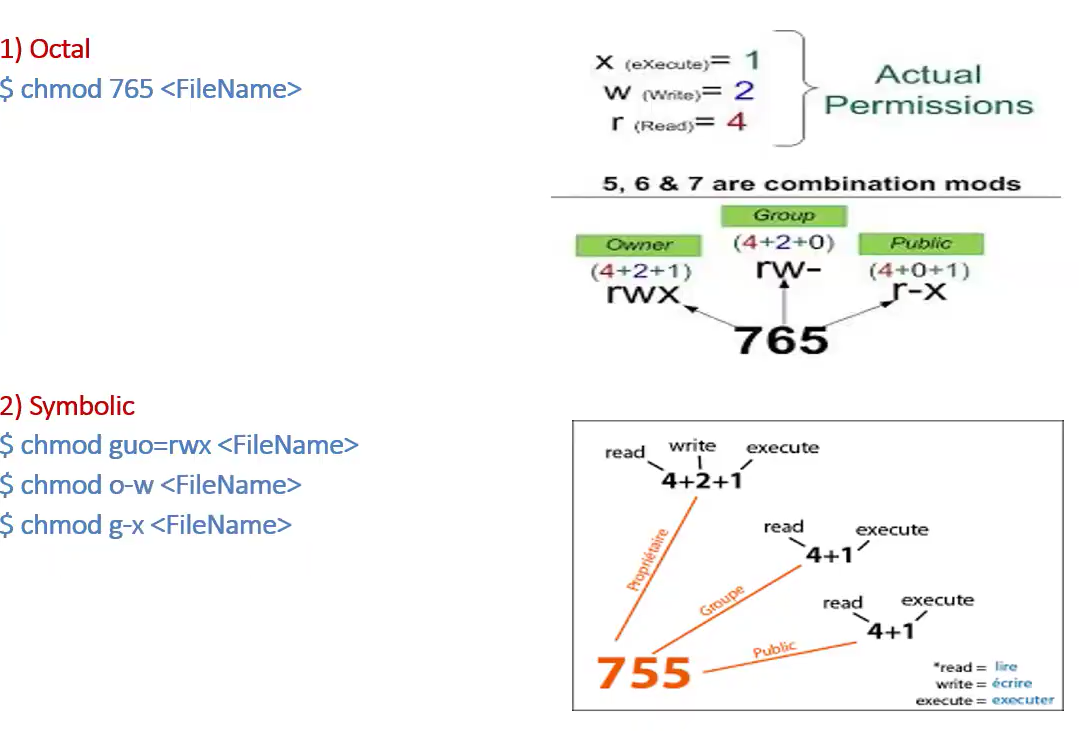 1) Octal
$ chmod 765 <FileName>
x (eXecute)= 1
w (Write)= 2
r (Read)= 4
Actual
Permissions
5, 6 & 7 are combination mods
Owner
(4+2+1)
rwx
Group
(4+2+0)
rw-
Public
(4+0+1)
r-x
765
2) Symbolic
$ chmod guo=rwx <FileName>
$ chmod o-w <FileName>
$ chmod g-x <FileName>
read write execute
4+2+1
Propriétaire
read execute
4+1
Groupe
read execute
4+1
Public
755
*read = lire
write = écrire
execute = executer